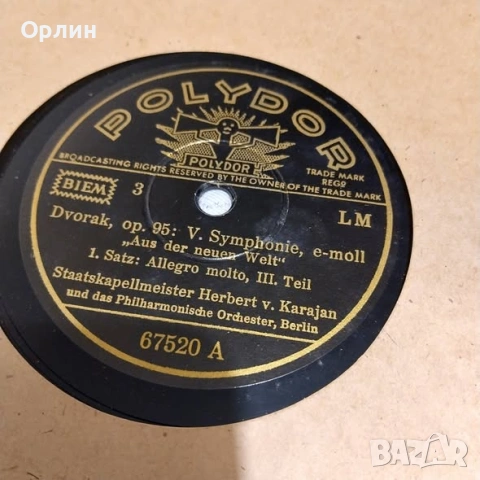 Орлин
POLYDOR
POLYDOR
TRADE MARK
REGD
BROADCASTING RIGHTS RESERVED BY THE OWNER OF THE TRADE MARK
BIEM 3 LM
Dvorak, op. 95: V. Symphonie, e-moll
„Aus der neuen Welt“
1. Satz: Allegro molto, III. Teil
Staatskapellmeister Herbert v. Karajan
und das Philharmonische Orchester, Berlin
67520 A
BAZAR